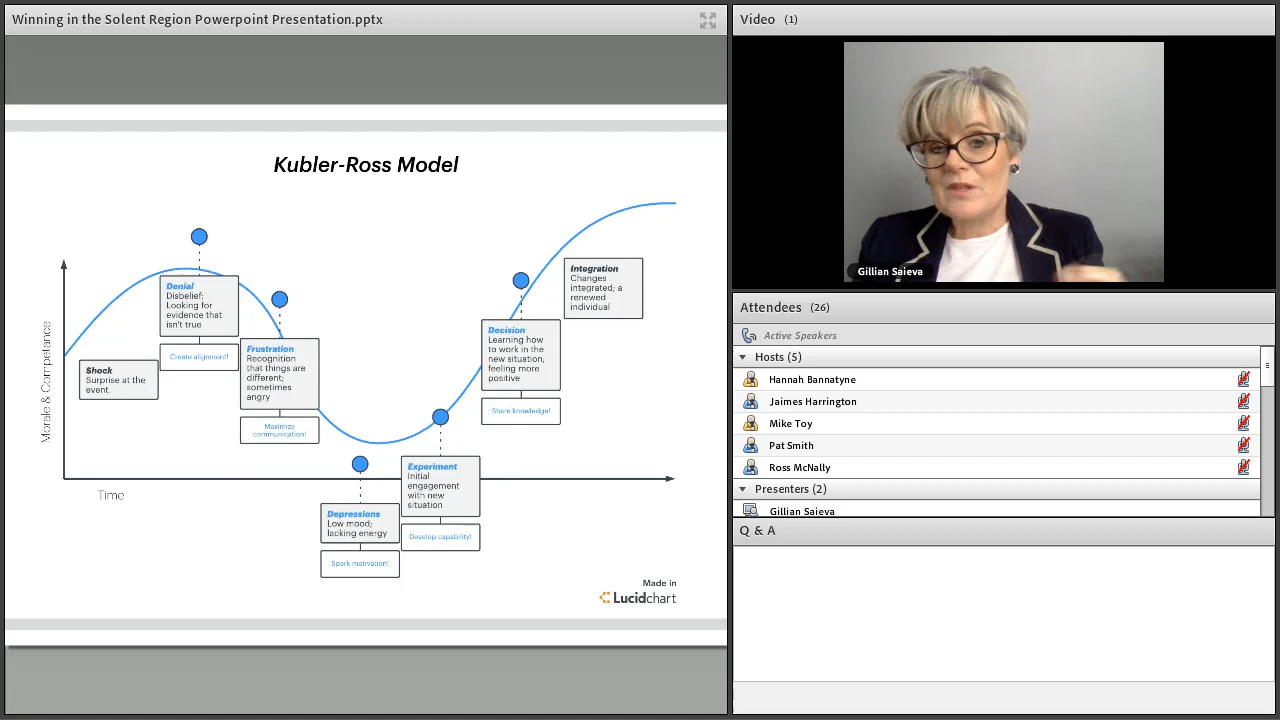 Winning in the Solent Region Powerpoint Presentation.pptx
Kubler-Ross Model
Morale & Competance
Time
Shock
Surprise at the
event.
Denial
Disbelief;
Looking for
evidence that
isn't true
Create alignment!
Frustration
Recognition
that things are
different;
sometimes
angry
Maximize
communication!
Depressions
Low mood;
lacking energy
Spark motivation!
Experiment
Initial
engagement
with new
situation
Develop capability!
Decision
Learning how
to work in the
new situation;
feeling more
positive
Share knowledge!
Integration
Changes
integrated; a
renewed
individual
Made in
Lucidchart
Video (1)
Gillian Saieva
Attendees (26)
Active Speakers
Hosts (5)
Hannah Bannatyne
Jaimes Harrington
Mike Toy
Pat Smith
Ross McNally
Presenters (2)
Gillian Saieva
Q & A